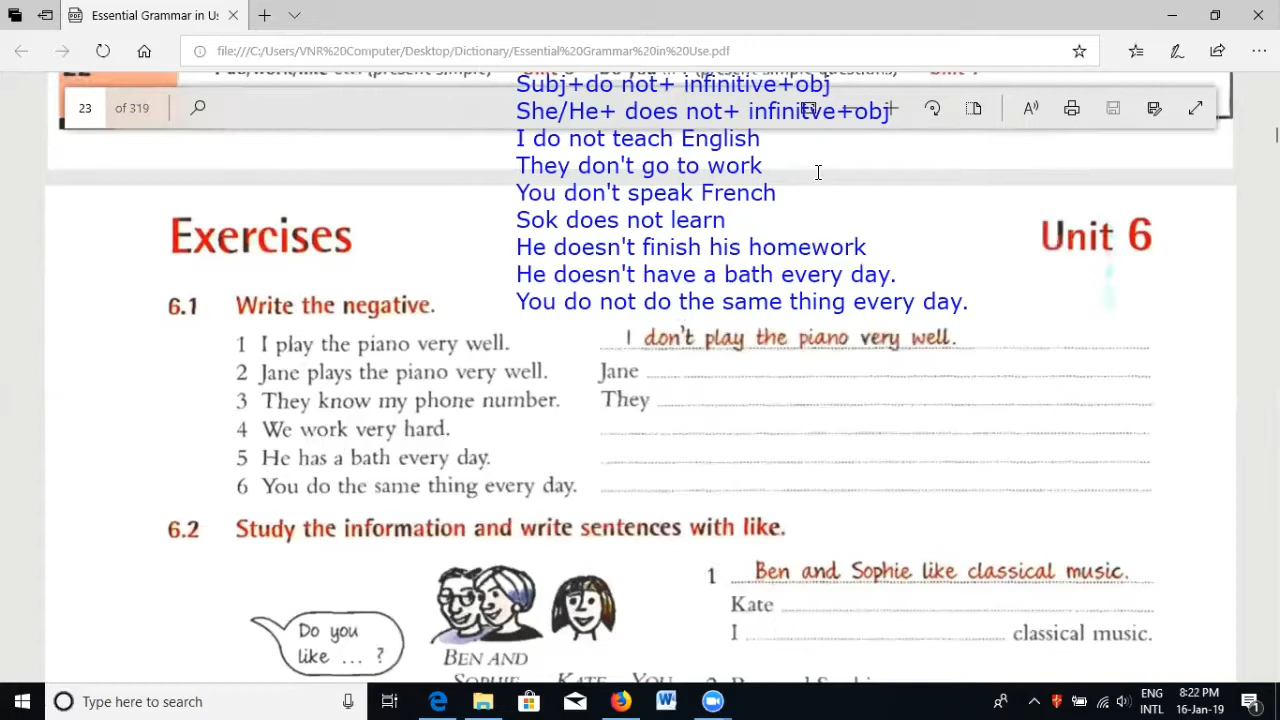 Essential Grammar in Us
file:///C:/Users/VNR%20Computer/Desktop/Dictionary/Essential%20Grammar%20in%20Use.pdf
Subj+do not+ infinitive+obj
23 of 319
She/He+ does not+ infinitve+obj
I do not teach English
They don't go to work
You don't speak French
Sok does not learn
He doesn't finish his homework
He doesn't have a bath every day.
You do not do the same thing every day.
Exercises
Unit 6
6.1 Write the negative.
1 I play the piano very well. I don't play the piano very well.
2 Jane plays the piano very well. Jane
3 They know my phone number. They
4 We work very hard.
5 He has a bath every day.
6 You do the same thing every day.
6.2 Study the information and write sentences with like.
Do you like ... ?
BEN AND SOPHIE
KATE
YOU
1 Ben and Sophie like classical music.
Kate
I classical music.
Type here to search
ENG
INTL
8:22 PM
16-Jan-19
1